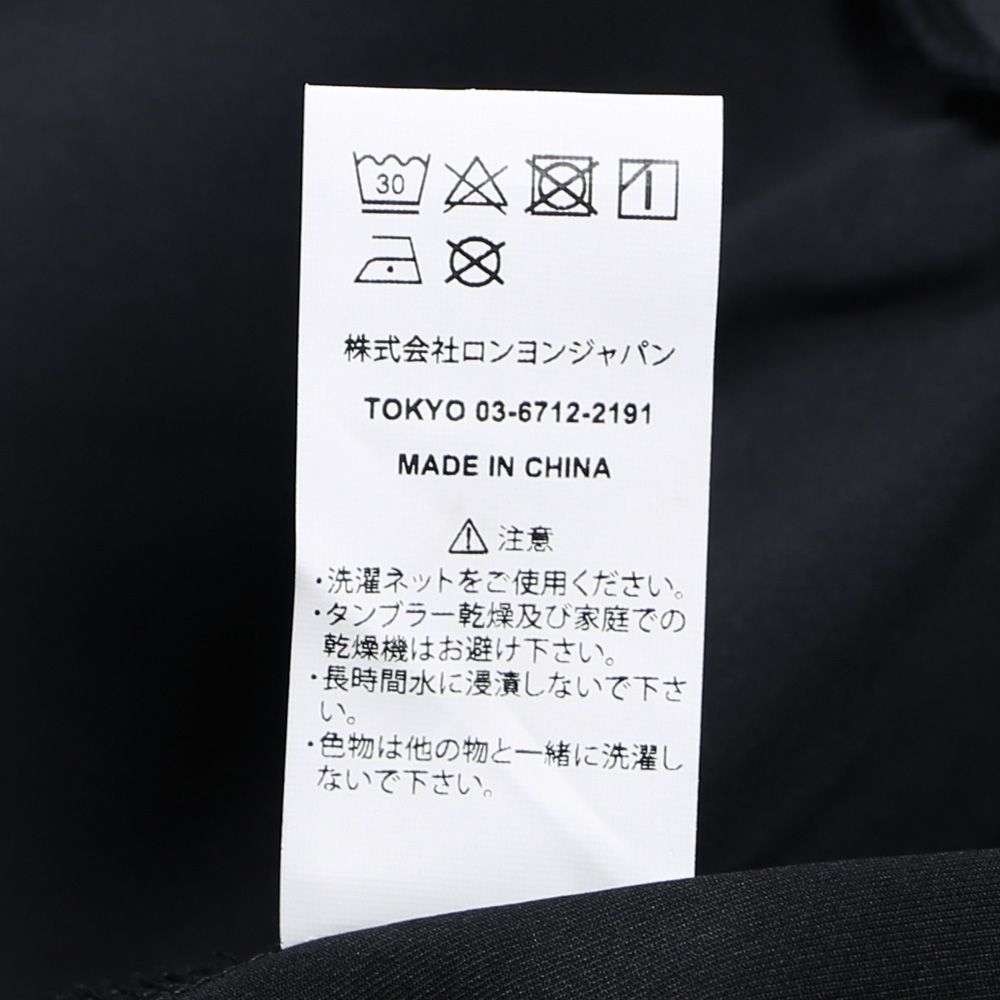 30
株式会社ロンヨンジャパン
TOKYO 03-6712-2191
MADE IN CHINA
注意
・洗濯ネットをご使用ください。
・タンブラー乾燥及び家庭での
乾燥機はお避け下さい。
・長時間水に浸漬しないで下さ
い。
・色物は他の物と一緒に洗濯し
ないで下さい。